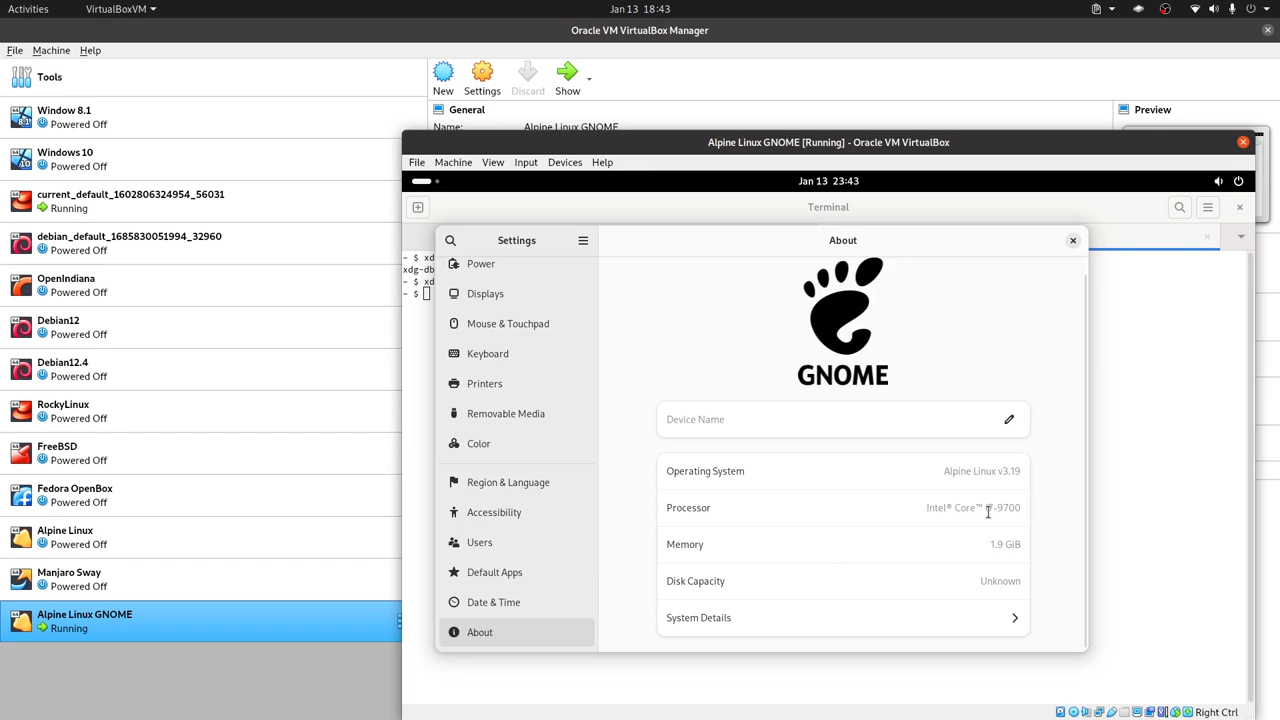 Activities VirtualBoxVM Jan 13 18:43
Oracle VM VirtualBox Manager
File Machine Help
Tools
New Settings Discard Show
General
Name: Alpine Linux GNOME
Preview
Window 8.1
Powered Off
Windows 10
Powered Off
current_default_1602806324954_56031
Running
debian_default_1685830051994_32960
Powered Off
OpenIndiana
Powered Off
Debian12
Powered Off
Debian12.4
Powered Off
RockyLinux
Powered Off
FreeBSD
Powered Off
Fedora OpenBox
Powered Off
Alpine Linux
Powered Off
Manjaro Sway
Powered Off
Alpine Linux GNOME
Running
Alpine Linux GNOME [Running] - Oracle VM VirtualBox
File Machine View Input Devices Help
Jan 13 23:43
Terminal
~ $ xd
xdg-db
~ $ xd
~ $
Settings
Power
Displays
Mouse & Touchpad
Keyboard
Printers
Removable Media
Color
Region & Language
Accessibility
Users
Default Apps
Date & Time
About
About
GNOME
Device Name
Operating System Alpine Linux v3.19
Processor Intel® Core™ i7-9700
Memory 1.9 GiB
Disk Capacity Unknown
System Details
Right Ctrl